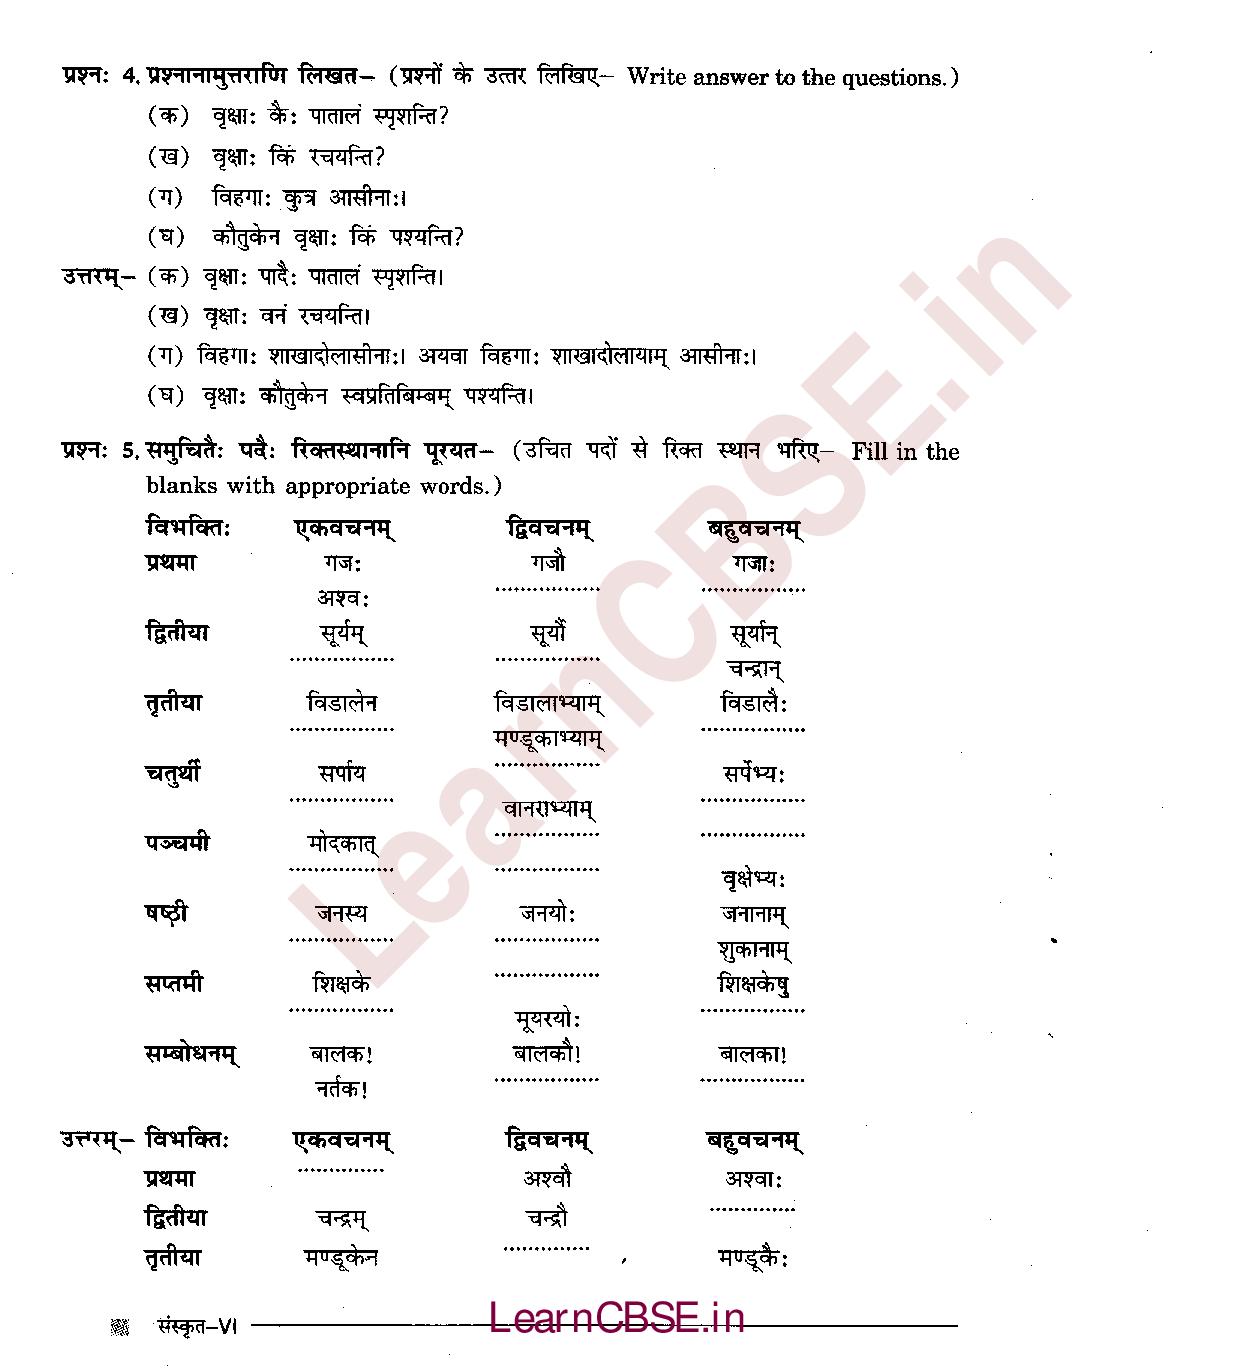 प्रश्नः 4. प्रश्नानामुत्तराणि लिखत– (प्रश्नों के उत्तर लिखिए– Write answer to the questions.)
(क) वृक्षाः कैः पातालं स्पृशन्ति?
(ख) वृक्षाः किं रचयन्ति?
(ग) विहगाः कुत्र आसीनाः।
(घ) कौतुकेन वृक्षाः किं पश्यन्ति?
उत्तरम्– (क) वृक्षाः पादैः पातालं स्पृशन्ति।
(ख) वृक्षाः वनं रचयन्ति।
(ग) विहगाः शाखादोलासीनाः। अयवा विहगाः शाखादोलायाम् आसीनाः।
(घ) वृक्षाः कौतुकेन स्वप्रतिबिम्बम् पश्यन्ति।
प्रश्नः 5. समुचितैः पदैः रिक्तस्थानानि पूरयत– (उचित पदों से रिक्त स्थान भरिए– Fill in the
blanks with appropriate words.)
विभक्तिः एकवचनम् द्विवचनम् बहुवचनम्
प्रथमा गजः गजौ गजाः
अश्वः .................. ..................
द्वितीया सूर्यम् सूर्यौ सूर्यान्
.................. .................. चन्द्रान्
तृतीया विडालेन विडालाभ्याम् विडालैः
.................. मण्डूकाभ्याम् ..................
चतुर्थी सर्पाय .................. सर्पेभ्यः
.................. वानराभ्याम् ..................
पञ्चमी मोदकात् .................. ..................
.................. .................. वृक्षेभ्यः
षष्ठी जनस्य जनयोः जनानाम्
.................. .................. शुकानाम्
सप्तमी शिक्षके .................. शिक्षकेषु
.................. मूयरयोः ..................
सम्बोधनम् बालक! बालकौ! बालका!
नर्तक! .................. ..................
उत्तरम्– विभक्तिः एकवचनम् द्विवचनम् बहुवचनम्
प्रथमा .............. अश्वौ अश्वाः
द्वितीया चन्द्रम् चन्द्रौ ..............
तृतीया मण्डूकेन .............. मण्डूकैः
संस्कृत–VI
LearnCBSE.in
LearnCBSE.in